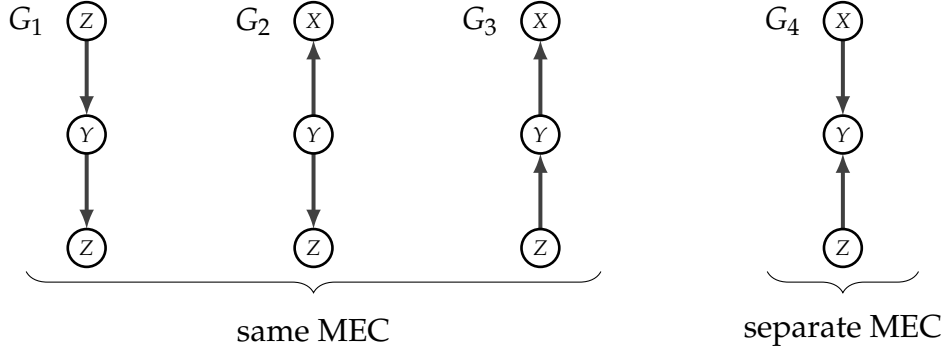 G1 Z G2 X G3 X G4 X
Y Y Y Y
Z Z Z Z
same MEC separate MEC